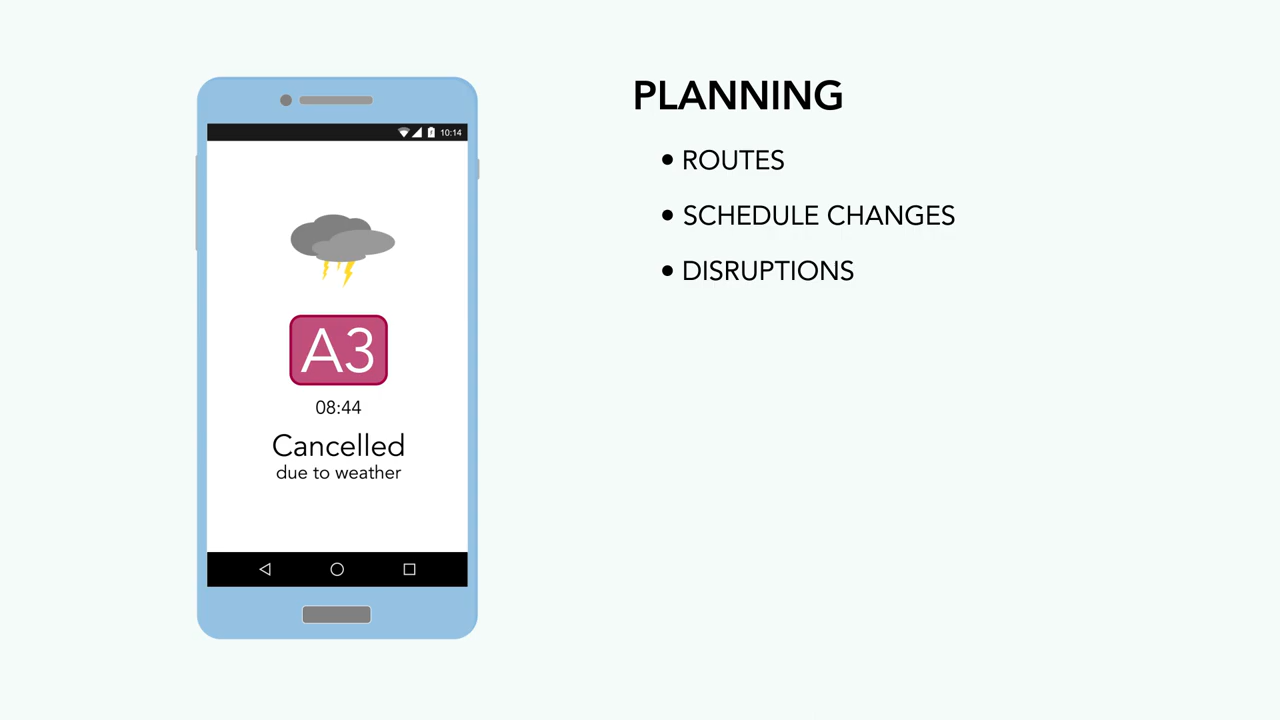 10:14
A3
08:44
Cancelled
due to weather
PLANNING
• ROUTES
• SCHEDULE CHANGES
• DISRUPTIONS